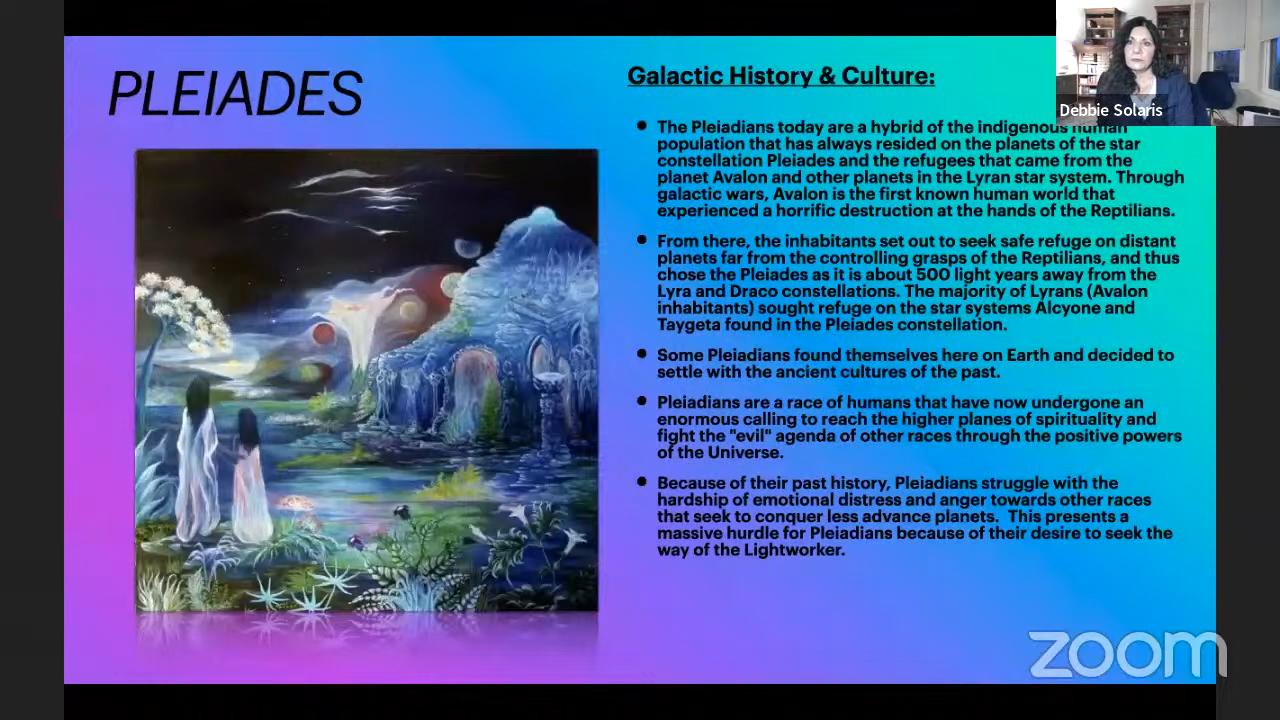 PLEIADES
Galactic History & Culture:
Debbie Solaris
• The Pleiadians today are a hybrid of the indigenous human
population that has always resided on the planets of the star
constellation Pleiades and the refugees that came from the
planet Avalon and other planets in the Lyran star system. Through
galactic wars, Avalon is the first known human world that
experienced a horrific destruction at the hands of the Reptilians.
• From there, the inhabitants set out to seek safe refuge on distant
planets far from the controlling grasps of the Reptilians, and thus
chose the Pleiades as it is about 500 light years away from the
Lyra and Draco constellations. The majority of Lyrans (Avalon
inhabitants) sought refuge on the star systems Alcyone and
Taygeta found in the Pleiades constellation.
• Some Pleiadians found themselves here on Earth and decided to
settle with the ancient cultures of the past.
• Pleiadians are a race of humans that have now undergone an
enormous calling to reach the higher planes of spirituality and
fight the "evil" agenda of other races through the positive powers
of the Universe.
• Because of their past history, Pleiadians struggle with the
hardship of emotional distress and anger towards other races
that seek to conquer less advance planets.  This presents a
massive hurdle for Pleiadians because of their desire to seek the
way of the Lightworker.
zoom